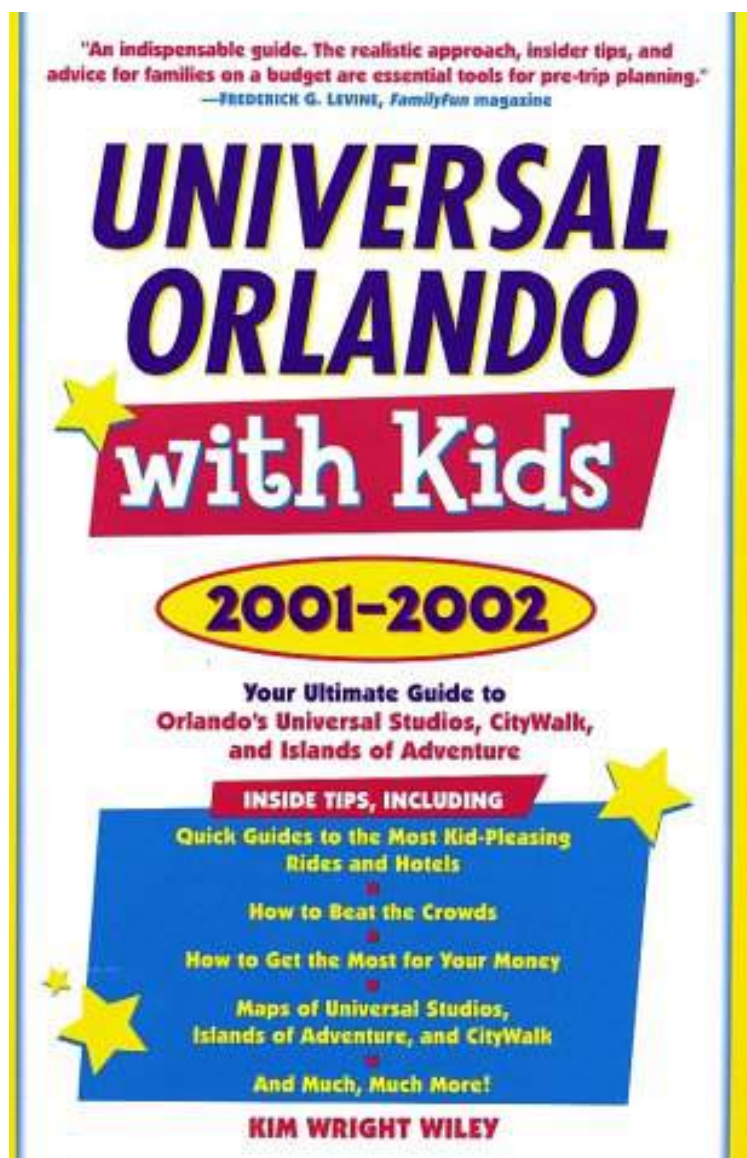 "An indispensable guide. The realistic approach, insider tips, and
advice for families on a budget are essential tools for pre-trip planning."
—FREDERICK G. LEVINE, FamilyFun magazine
UNIVERSAL
ORLANDO
with Kids
2001–2002
Your Ultimate Guide to
Orlando's Universal Studios, CityWalk,
and Islands of Adventure
INSIDE TIPS, INCLUDING
Quick Guides to the Most Kid-Pleasing
Rides and Hotels
How to Beat the Crowds
How to Get the Most for Your Money
Maps of Universal Studios,
Islands of Adventure, and CityWalk
And Much, Much More!
KIM WRIGHT WILEY